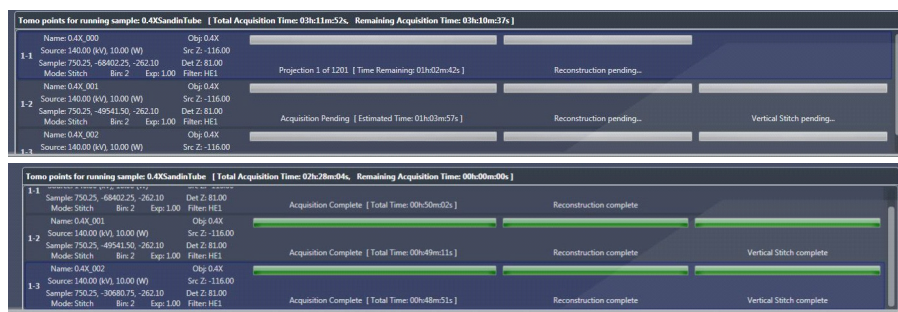 Tomo points for running sample: 0.4XSandinTube [ Total Acquisition Time: 03h:11m:52s, Remaining Acquisition Time: 03h:10m:37s ]
1-1
Name: 0.4X_000 Obj: 0.4X
Source: 140.00 (kV), 10.00 (W) Src Z: -116.00
Sample: 750.25, -68402.25, -262.10 Det Z: 81.00
Mode: Stitch Bin: 2 Exp: 1.00 Filter: HE1
Projection 1 of 1201 [ Time Remaining: 01h:02m:42s ] Reconstruction pending...
1-2
Name: 0.4X_001 Obj: 0.4X
Source: 140.00 (kV), 10.00 (W) Src Z: -116.00
Sample: 750.25, -49541.50, -262.10 Det Z: 81.00
Mode: Stitch Bin: 2 Exp: 1.00 Filter: HE1
Acquisition Pending [ Estimated Time: 01h:03m:57s ] Reconstruction pending... Vertical Stitch pending...
1-3
Name: 0.4X_002 Obj: 0.4X
Source: 140.00 (kV), 10.00 (W) Src Z: -116.00
Tomo points for running sample: 0.4XSandinTube [ Total Acquisition Time: 02h:28m:04s, Remaining Acquisition Time: 00h:00m:00s ]
1-1
Sample: 750.25, -68402.25, -262.10 Det Z: 81.00
Mode: Stitch Bin: 2 Exp: 1.00 Filter: HE1
Acquisition Complete [ Total Time: 00h:50m:02s ] Reconstruction complete
1-2
Name: 0.4X_001 Obj: 0.4X
Source: 140.00 (kV), 10.00 (W) Src Z: -116.00
Sample: 750.25, -49541.50, -262.10 Det Z: 81.00
Mode: Stitch Bin: 2 Exp: 1.00 Filter: HE1
Acquisition Complete [ Total Time: 00h:49m:11s ] Reconstruction complete Vertical Stitch complete
1-3
Name: 0.4X_002 Obj: 0.4X
Source: 140.00 (kV), 10.00 (W) Src Z: -116.00
Sample: 750.25, -30680.75, -262.10 Det Z: 81.00
Mode: Stitch Bin: 2 Exp: 1.00 Filter: HE1
Acquisition Complete [ Total Time: 00h:48m:51s ] Reconstruction complete Vertical Stitch complete